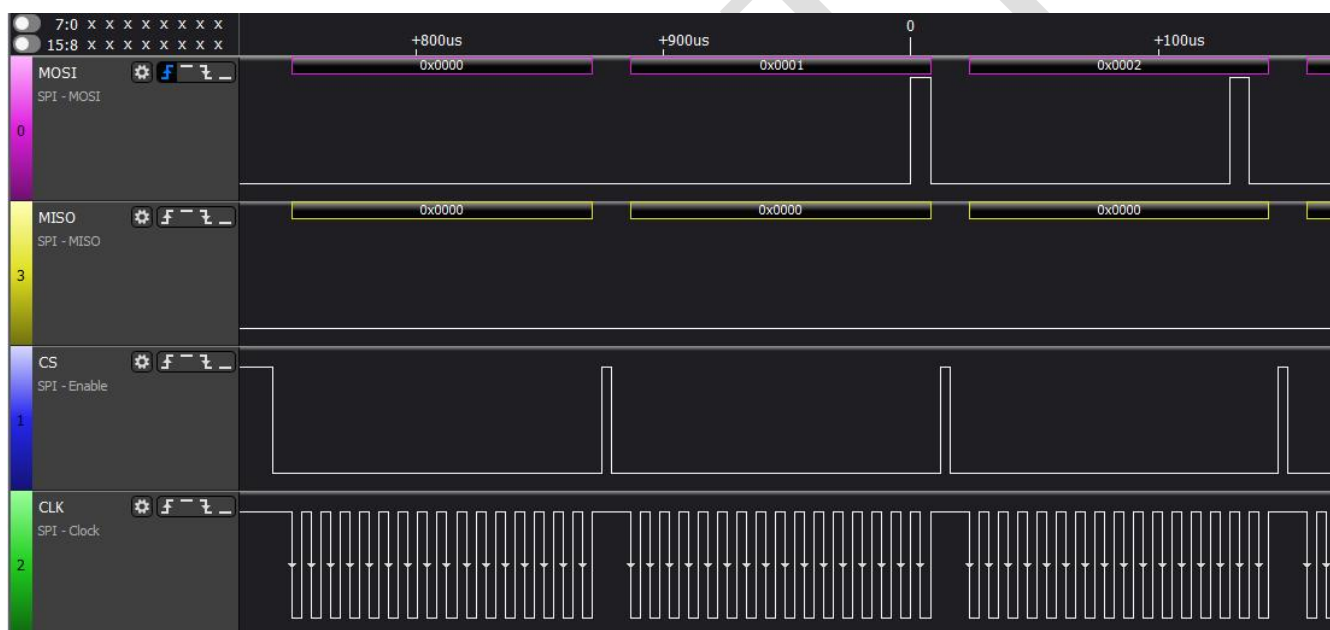 7:0 x x x x x x x x
15:8 x x x x x x x x
+800us +900us 0 +100us
MOSI
SPI - MOSI
0
0x0000 0x0001 0x0002
MISO
SPI - MISO
3
0x0000 0x0000 0x0000
CS
SPI - Enable
1
CLK
SPI - Clock
2